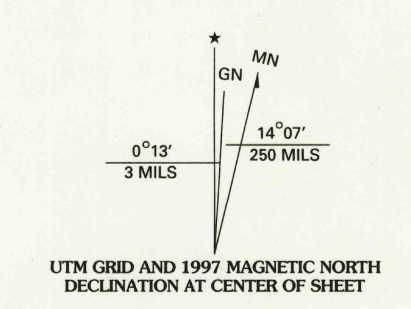 ★
MN
GN
0°13′
3 MILS
14°07′
250 MILS
UTM GRID AND 1997 MAGNETIC NORTH
DECLINATION AT CENTER OF SHEET